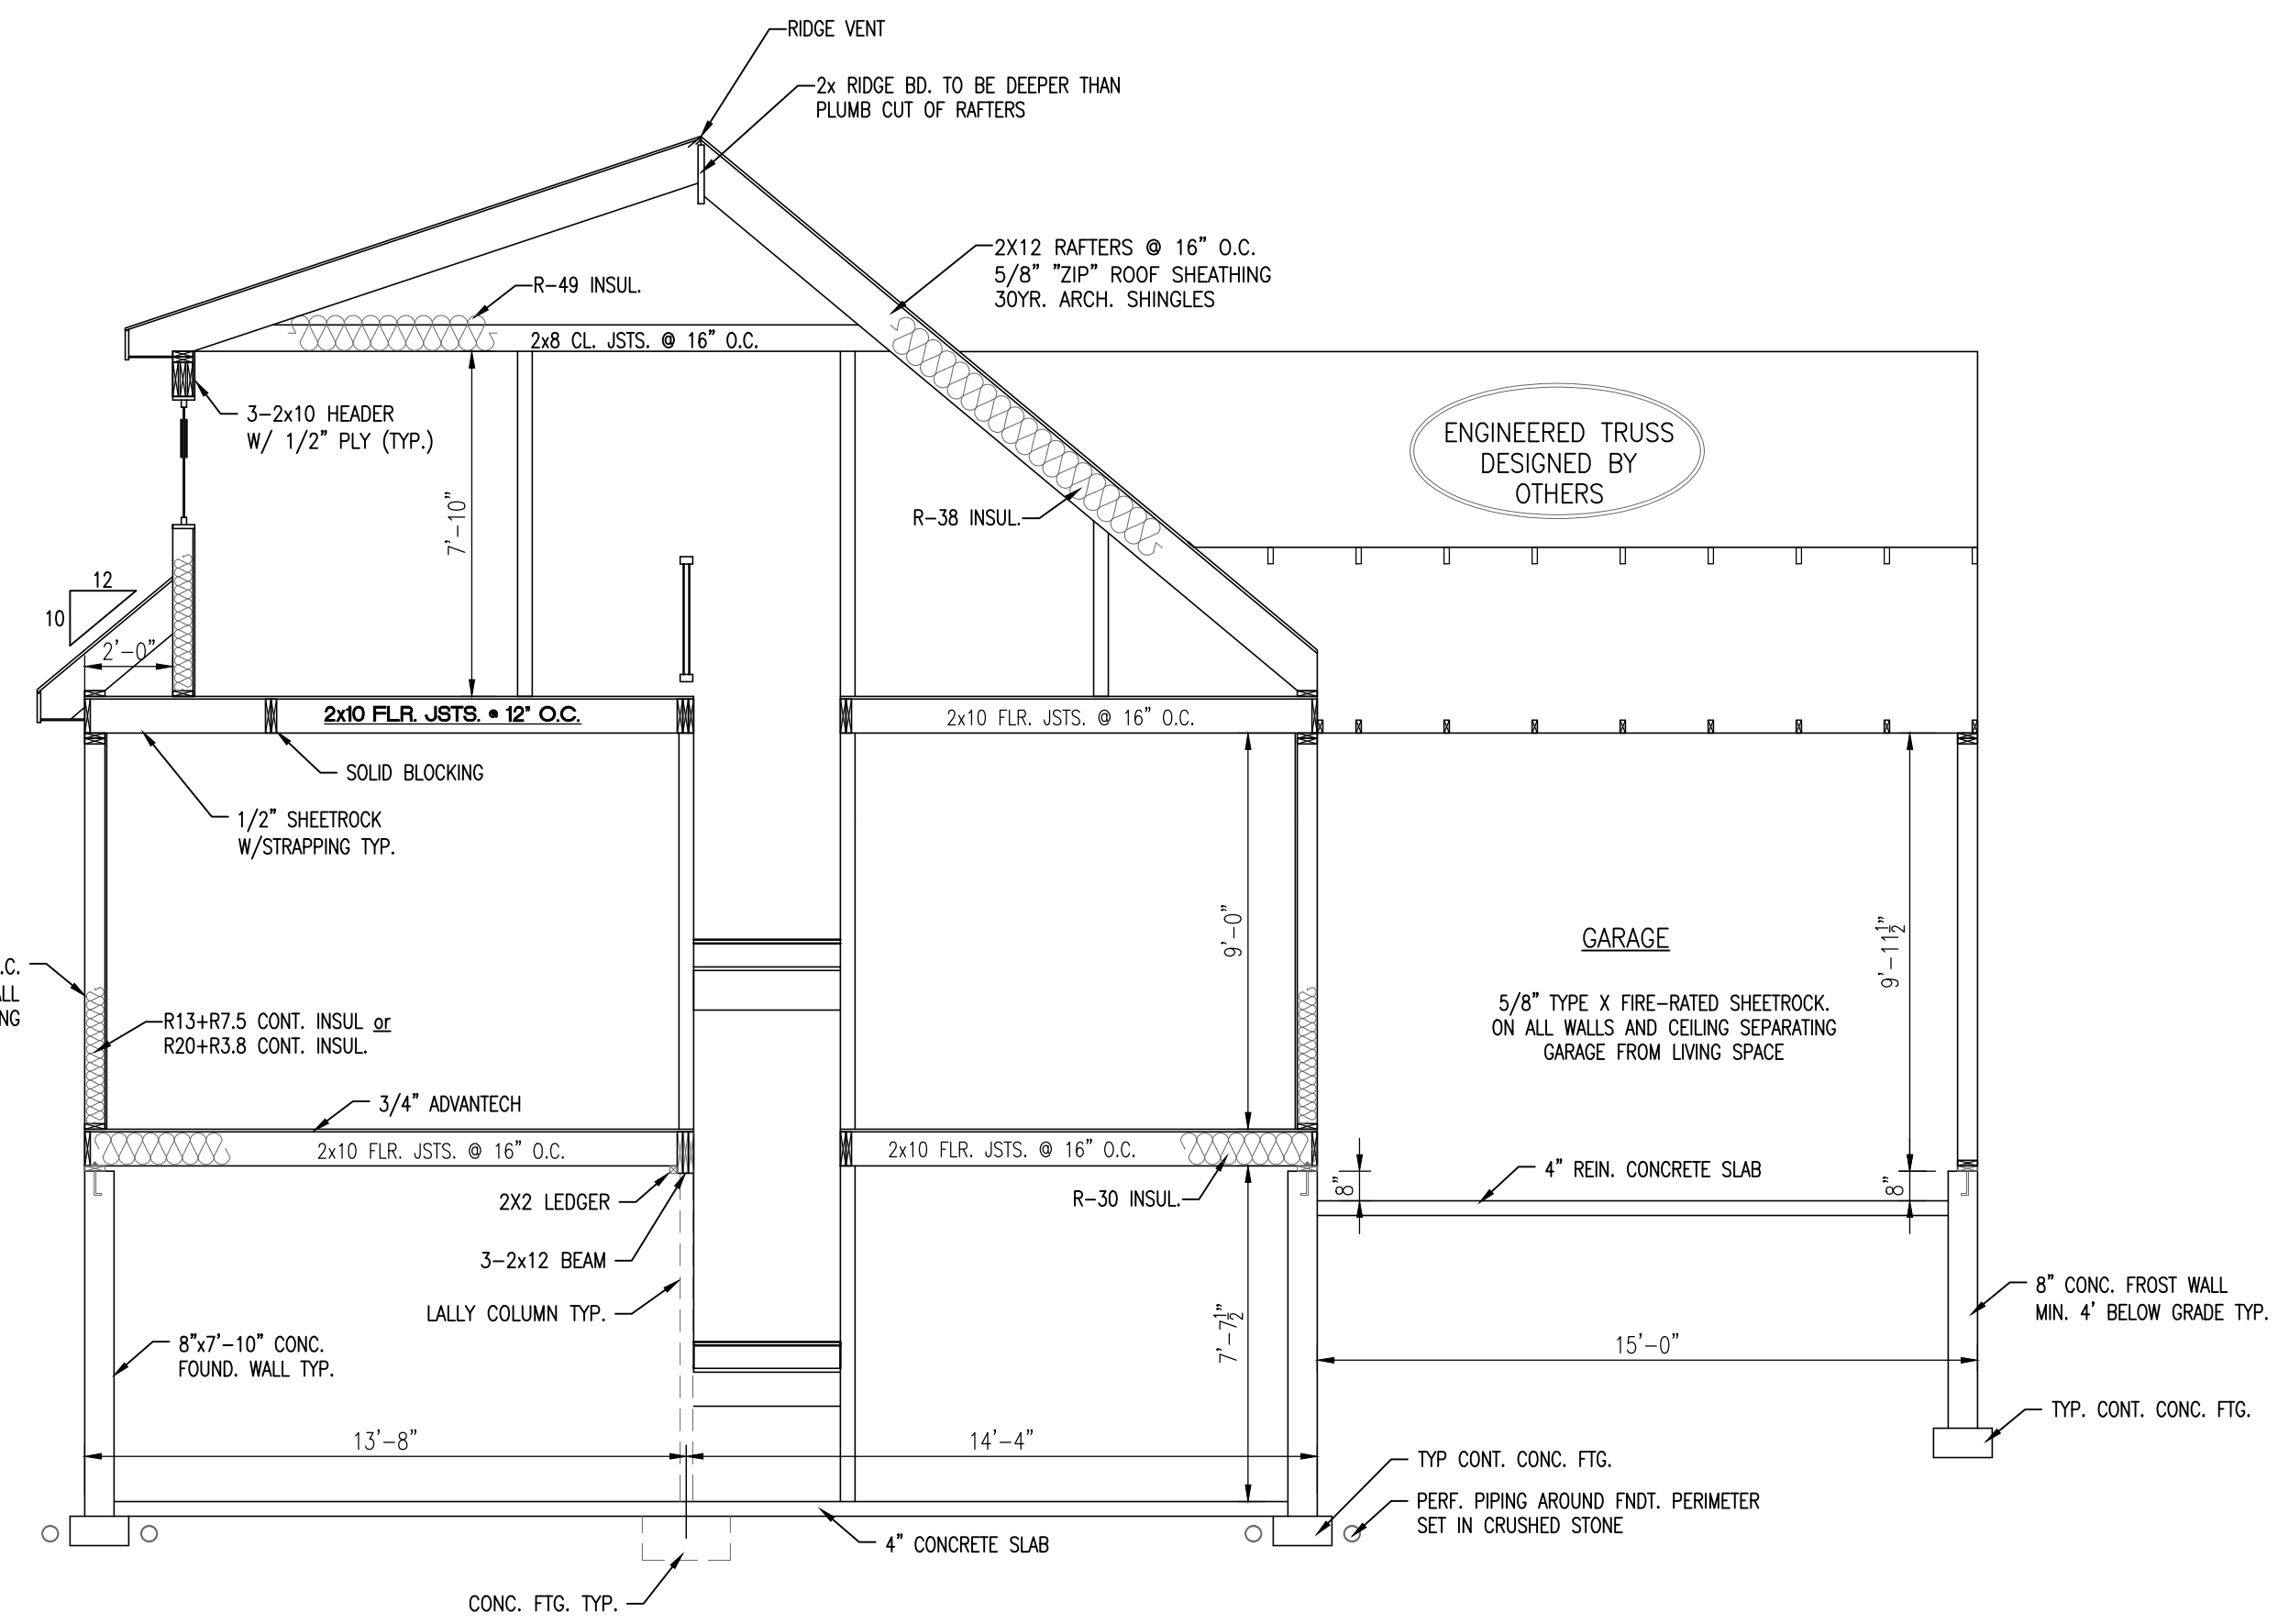 RIDGE VENT
2x RIDGE BD. TO BE DEEPER THAN
PLUMB CUT OF RAFTERS
2X12 RAFTERS @ 16" O.C.
5/8" "ZIP" ROOF SHEATHING
30YR. ARCH. SHINGLES
R-49 INSUL.
2x8 CL. JSTS. @ 16" O.C.
3-2x10 HEADER
W/ 1/2" PLY (TYP.)
ENGINEERED TRUSS
DESIGNED BY
OTHERS
7'-10"
R-38 INSUL.
12
10
2'-0"
2x10 FLR. JSTS. @ 12" O.C.
2x10 FLR. JSTS. @ 16" O.C.
SOLID BLOCKING
1/2" SHEETROCK
W/STRAPPING TYP.
9'-0"
9'-11 1/2"
GARAGE
5/8" TYPE X FIRE-RATED SHEETROCK.
ON ALL WALLS AND CEILING SEPARATING
GARAGE FROM LIVING SPACE
.C.
ALL
NG
R13+R7.5 CONT. INSUL or
R20+R3.8 CONT. INSUL.
3/4" ADVANTECH
2x10 FLR. JSTS. @ 16" O.C.
2x10 FLR. JSTS. @ 16" O.C.
4" REIN. CONCRETE SLAB
8"
8"
2X2 LEDGER
R-30 INSUL.
3-2x12 BEAM
LALLY COLUMN TYP.
8" CONC. FROST WALL
MIN. 4' BELOW GRADE TYP.
8"x7'-10" CONC.
FOUND. WALL TYP.
7'-7 1/2"
15'-0"
TYP. CONT. CONC. FTG.
13'-8"
14'-4"
TYP CONT. CONC. FTG.
PERF. PIPING AROUND FNDT. PERIMETER
SET IN CRUSHED STONE
4" CONCRETE SLAB
CONC. FTG. TYP.